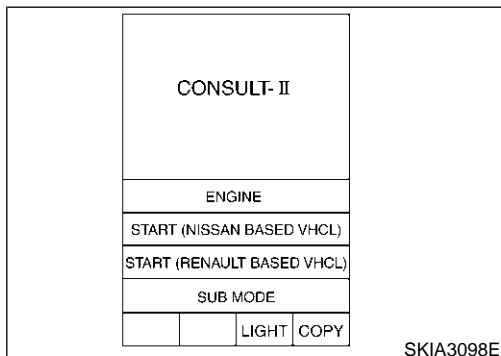 CONSULT-II
ENGINE
START (NISSAN BASED VHCL)
START (RENAULT BASED VHCL)
SUB MODE
LIGHT COPY
SKIA3098E